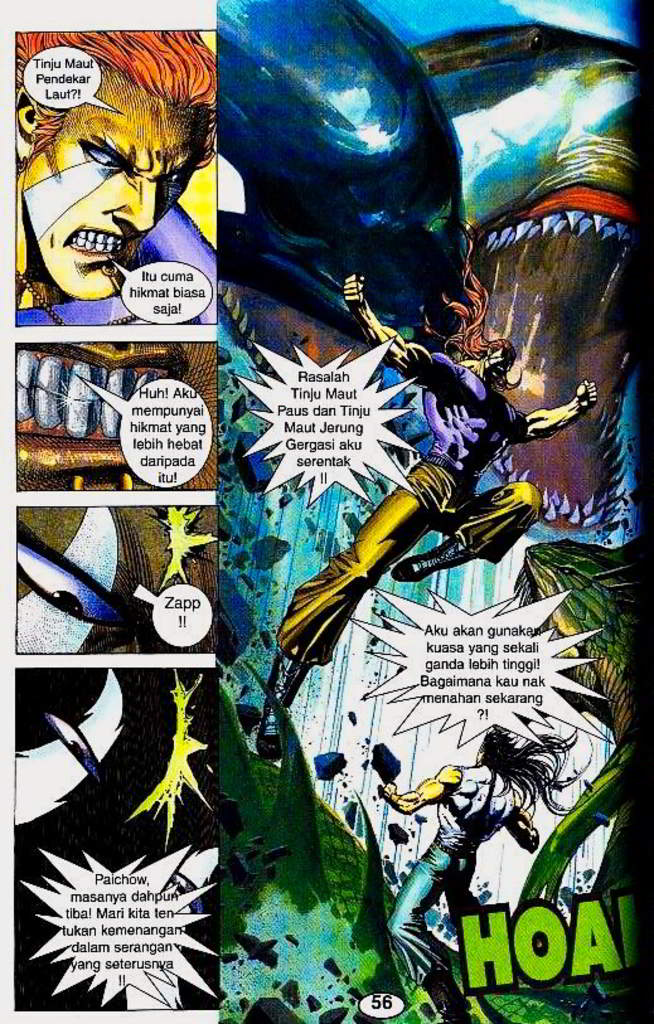 Tinju Maut
Pendekar
Laut?!
Itu cuma
hikmat biasa
saja!
Huh! Aku
mempunyai
hikmat yang
lebih hebat
daripada
itu!
Zapp
!!
Paichow,
masanya dahpun
tiba! Mari kita ten-
tukan kemenangan
dalam serangan
yang seterusnya
!!
Rasalah
Tinju Maut
Paus dan Tinju
Maut Jerung
Gergasi aku
serentak
!!
Aku akan gunakan
kuasa yang sekali
ganda lebih tinggi!
Bagaimana kau nak
menahan sekarang
?!
HOA
56